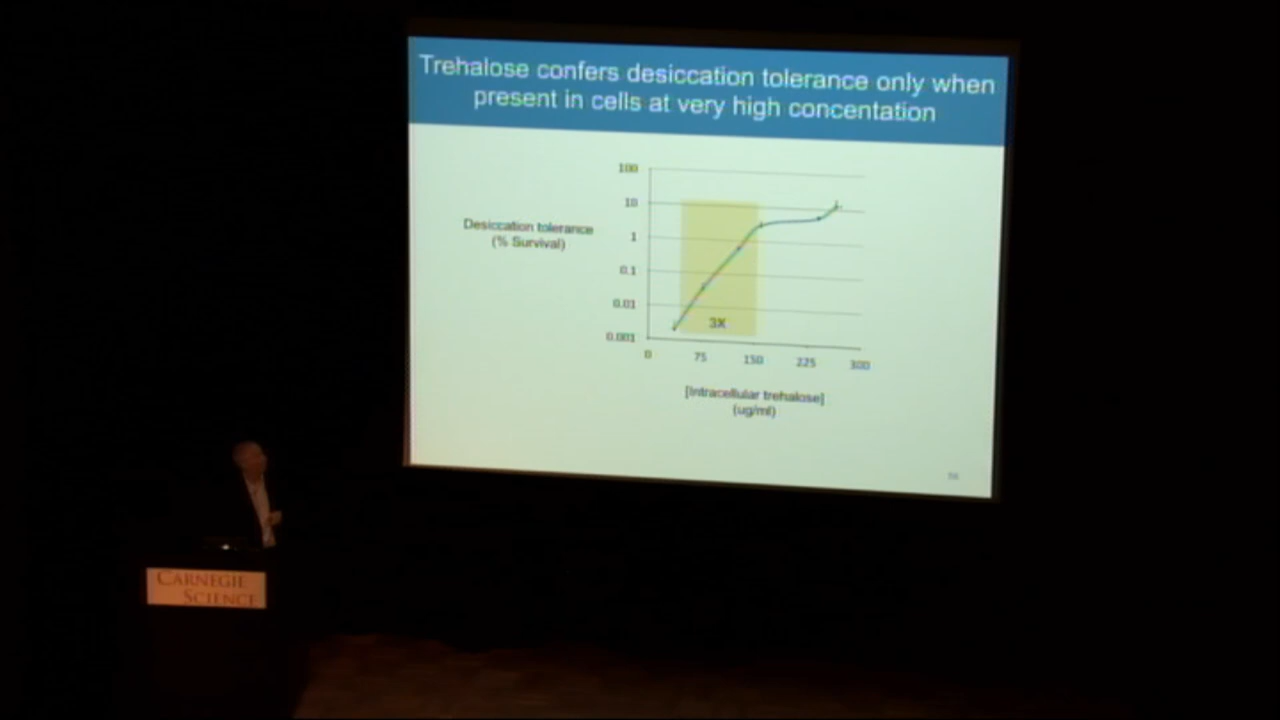 Trehalose confers desiccation tolerance only when
present in cells at very high concentation
100
10
1
0.1
0.01
0.001
Desiccation tolerance
(% Survival)
3X
0 75 150 225 300
[Intracellular trehalose]
(ug/ml)
CARNEGIE
SCIENCE